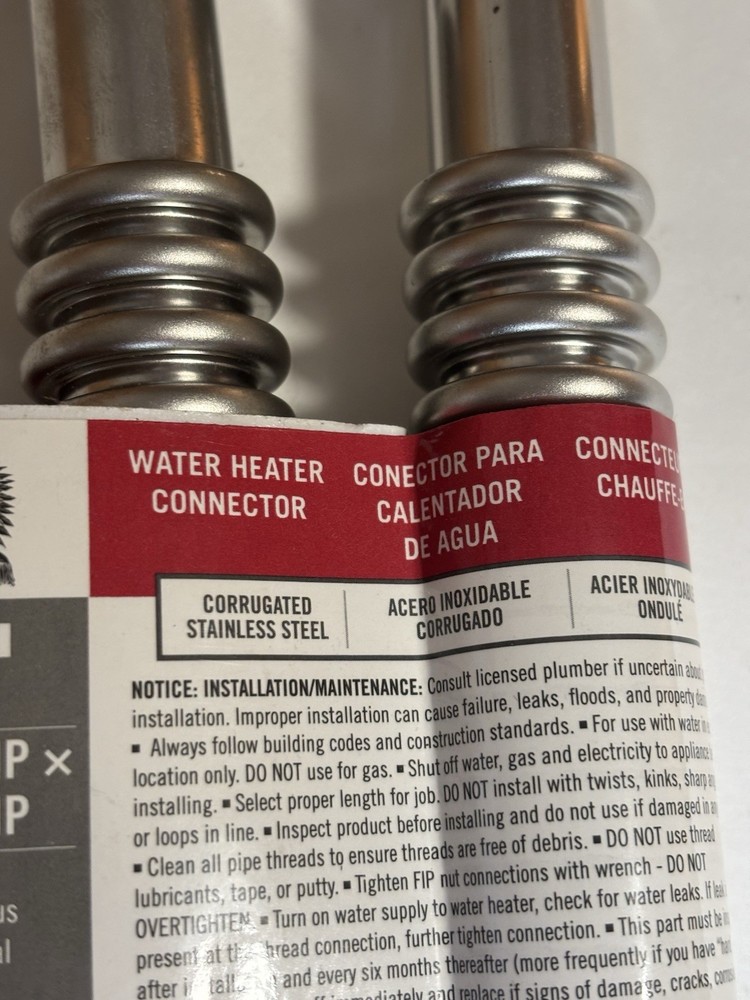 WATER HEATER
CONNECTOR
CONECTOR PARA
CALENTADOR
DE AGUA
CHAUFFE-
CORRUGATED
STAINLESS STEEL
ACERO INOXIDABLE
CORRUGADO
ACIER
ONDULÉ
NOTICE: INSTALLATION/MAINTENANCE: Consult licensed plumber if uncertain
installation. Improper installation can cause failure, leaks, floods, and property
▪ Always follow building codes and construction standards. ▪ For use with water
location only. DO NOT use for gas. ▪ Shut off water, gas and electricity to
installing. ▪ Select proper length for job. DO NOT install with twists, kinks, sharp
or loops in line. ▪ Inspect product before installing and do not use if damaged in
▪ Clean all pipe threads to ensure threads are free of debris. ▪ DO NOT use thread
lubricants, tape, or putty. ▪ Tighten FIP nut connections with wrench - DO NOT
OVERTIGHTEN. ▪ Turn on water supply to water heater, check for water leaks. If
present at thread connection, further tighten connection. ▪ This part must be
after and every six months thereafter (more frequently if you have
immediately and replace if signs of damage, cracks,
P ×
P